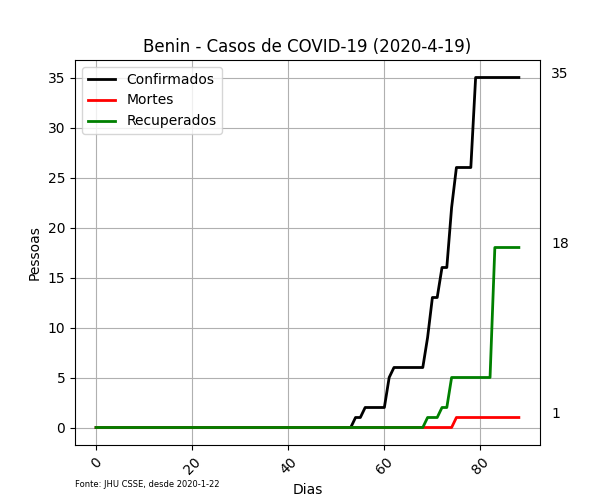 Benin - Casos de COVID-19 (2020-4-19)
Confirmados
Mortes
Recuperados
35
30
25
20
15
10
5
0
Pessoas
35
18
1
0
20
40
60
80
Dias
Fonte: JHU CSSE, desde 2020-1-22